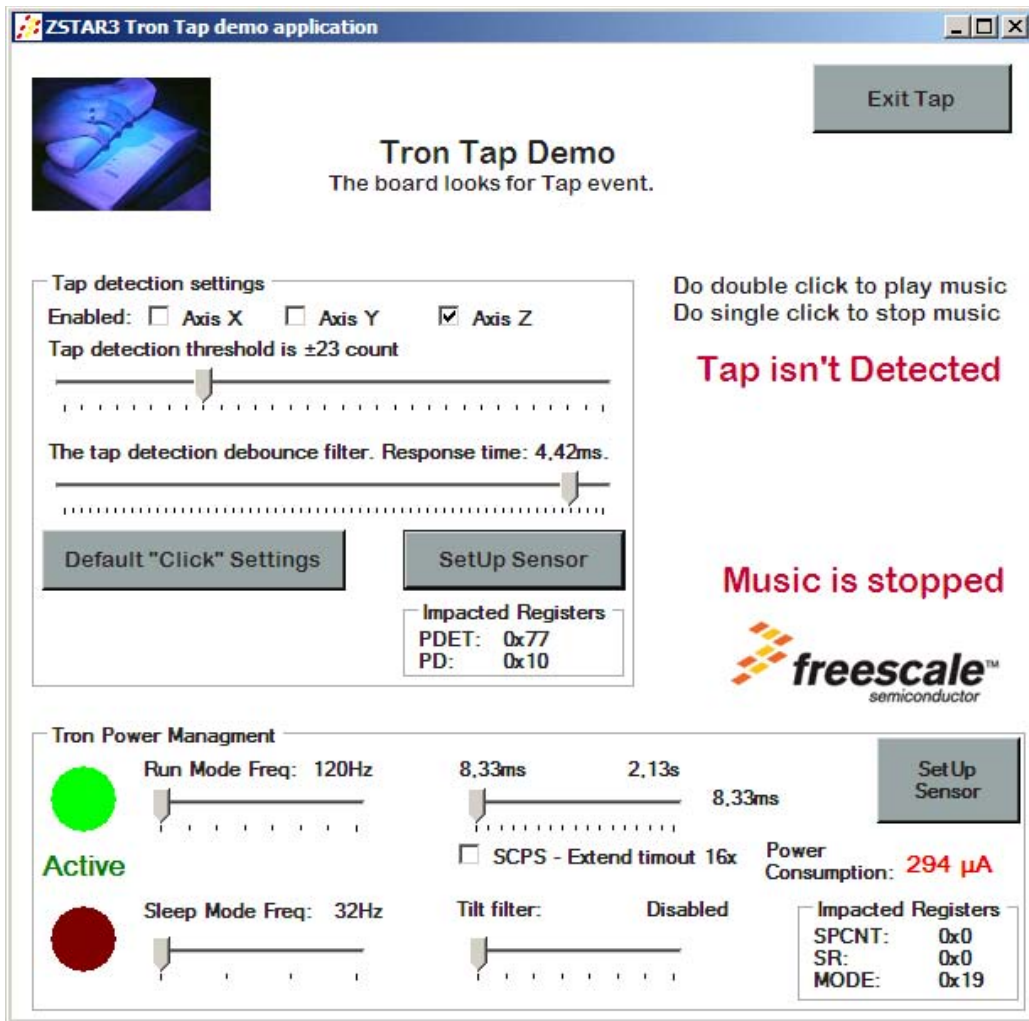 ZSTAR3 Tron Tap demo application
Exit Tap
Tron Tap Demo
The board looks for Tap event.
Tap detection settings
Enabled: Axis X Axis Y Axis Z
Tap detection threshold is ±23 count
The tap detection debounce filter. Response time: 4,42ms.
Default "Click" Settings
SetUp Sensor
Impacted Registers
PDET: 0x77
PD: 0x10
Do double click to play music
Do single click to stop music
Tap isn't Detected
Music is stopped
freescale™
semiconductor
Tron Power Managment
Run Mode Freq: 120Hz
8,33ms 2,13s
8,33ms
SetUp
Sensor
Active
SCPS - Extend timout 16x
Power
Consumption: 294 µA
Sleep Mode Freq: 32Hz
Tilt filter: Disabled
Impacted Registers
SPCNT: 0x0
SR: 0x0
MODE: 0x19